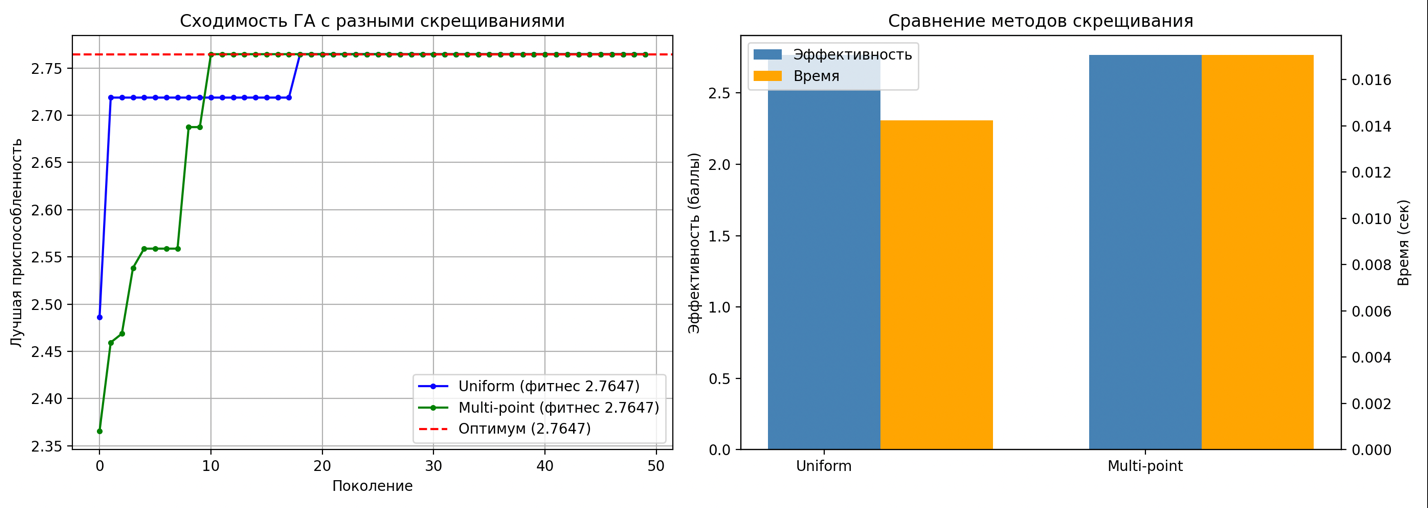 Сходимость ГА с разными скрещиваниями
Лучшая приспособленность
2.75
2.70
2.65
2.60
2.55
2.50
2.45
2.40
2.35
Uniform (фитнес 2.7647)
Multi-point (фитнес 2.7647)
Оптимум (2.7647)
0 10 20 30 40 50
Поколение
Сравнение методов скрещивания
Эффективность (баллы)
2.5
2.0
1.5
1.0
0.5
0.0
Эффективность
Время
Uniform Multi-point
0.016
0.014
0.012
0.010
0.008
0.006
0.004
0.002
0.000
Время (сек)